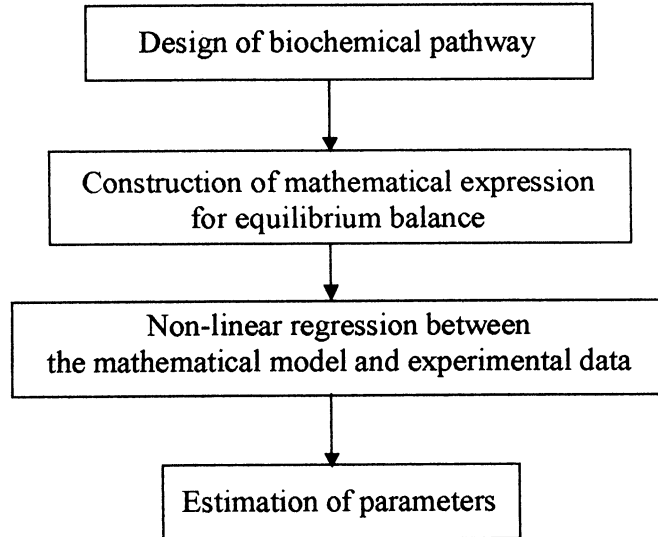 Design of biochemical pathway
Construction of mathematical expression
for equilibrium balance
Non-linear regression between
the mathematical model and experimental data
Estimation of parameters